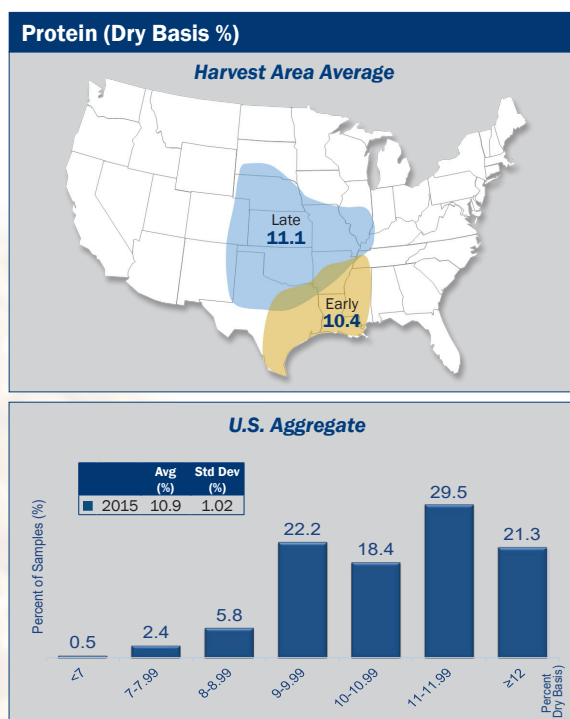 Protein (Dry Basis %)
Harvest Area Average
Late
11.1
Early
10.4
U.S. Aggregate
Avg Std Dev
(%) (%)
2015 10.9 1.02
Percent of Samples (%)
0.5
2.4
5.8
22.2
18.4
29.5
21.3
<7
7-7.99
8-8.99
9-9.99
10-10.99
11-11.99
≥12
Percent
Dry Basis)